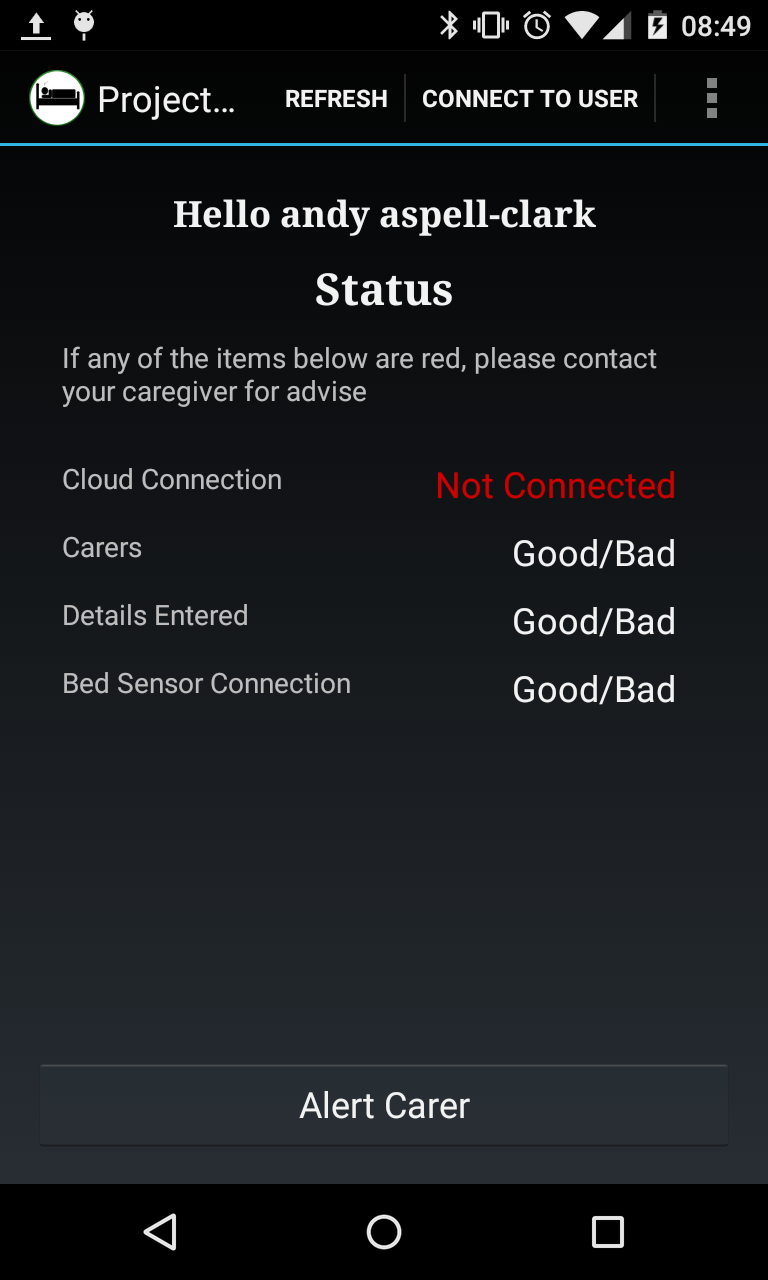 08:49
Project...
REFRESH
CONNECT TO USER
Hello andy aspell-clark
Status
If any of the items below are red, please contact
your caregiver for advise
Cloud Connection
Not Connected
Carers
Good/Bad
Details Entered
Good/Bad
Bed Sensor Connection
Good/Bad
Alert Carer